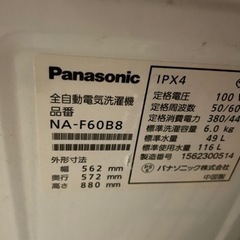 Panasonic
全自動電気洗濯機
品番
NA-F60B8
外形寸法
幅 562 mm
奥行 572 mm
高さ 880 mm
IPX4
定格電圧 100
定格周波数 50/60
定格消費電力 380/44
標準洗濯容量 6.0 k
標準水量 49 L
標準使用水量 116 L
製造番号 1562300514
パナソニック株式会社
中国製